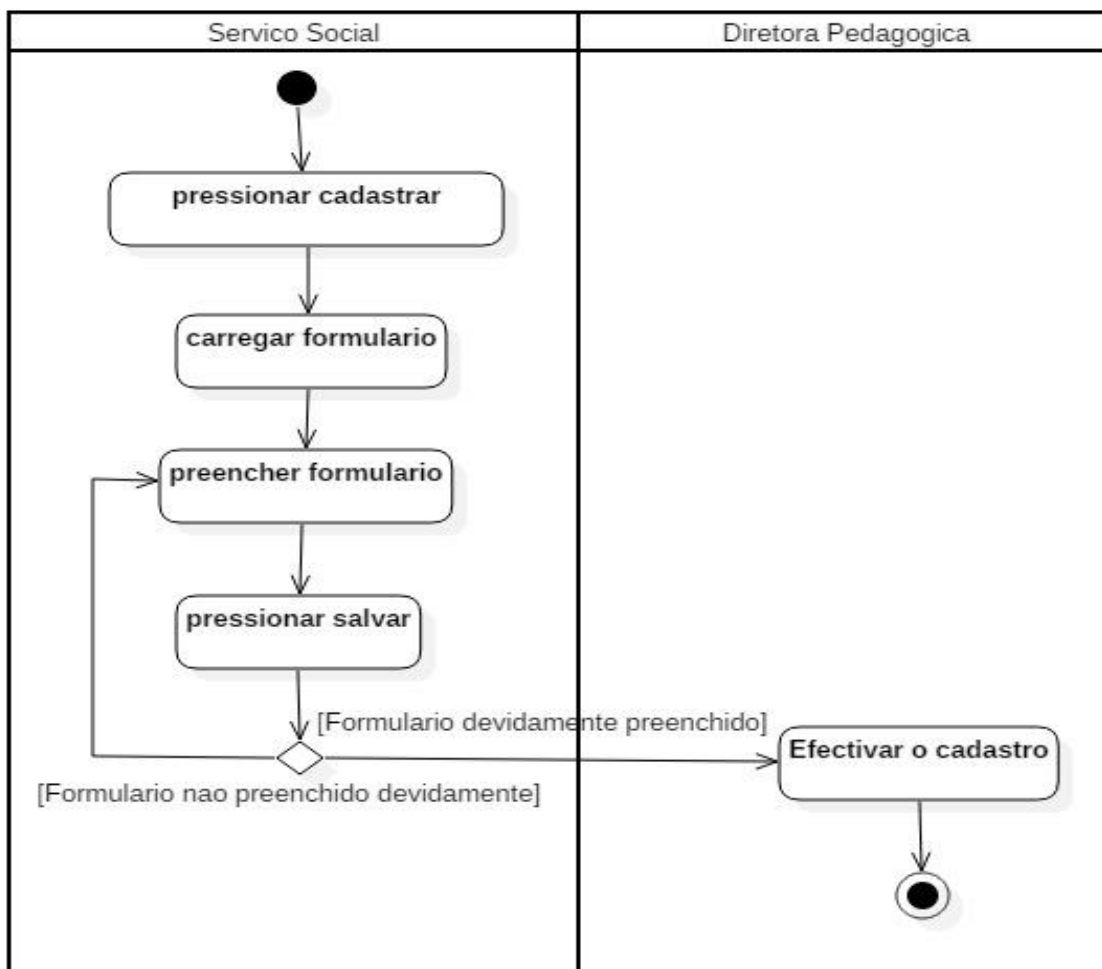 Servico Social
Diretora Pedagogica
pressionar cadastrar
carregar formulario
preencher formulario
pressionar salvar
[Formulario devidamente preenchido]
Efectivar o cadastro
[Formulario nao preenchido devidamente]